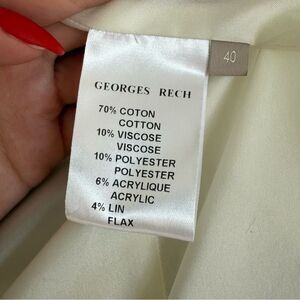 40
GEORGES RECH
70% COTON
COTTON
10% VISCOSE
VISCOSE
10% POLYESTER
POLYESTER
6% ACRYLIQUE
ACRYLIC
4% LIN
FLAX